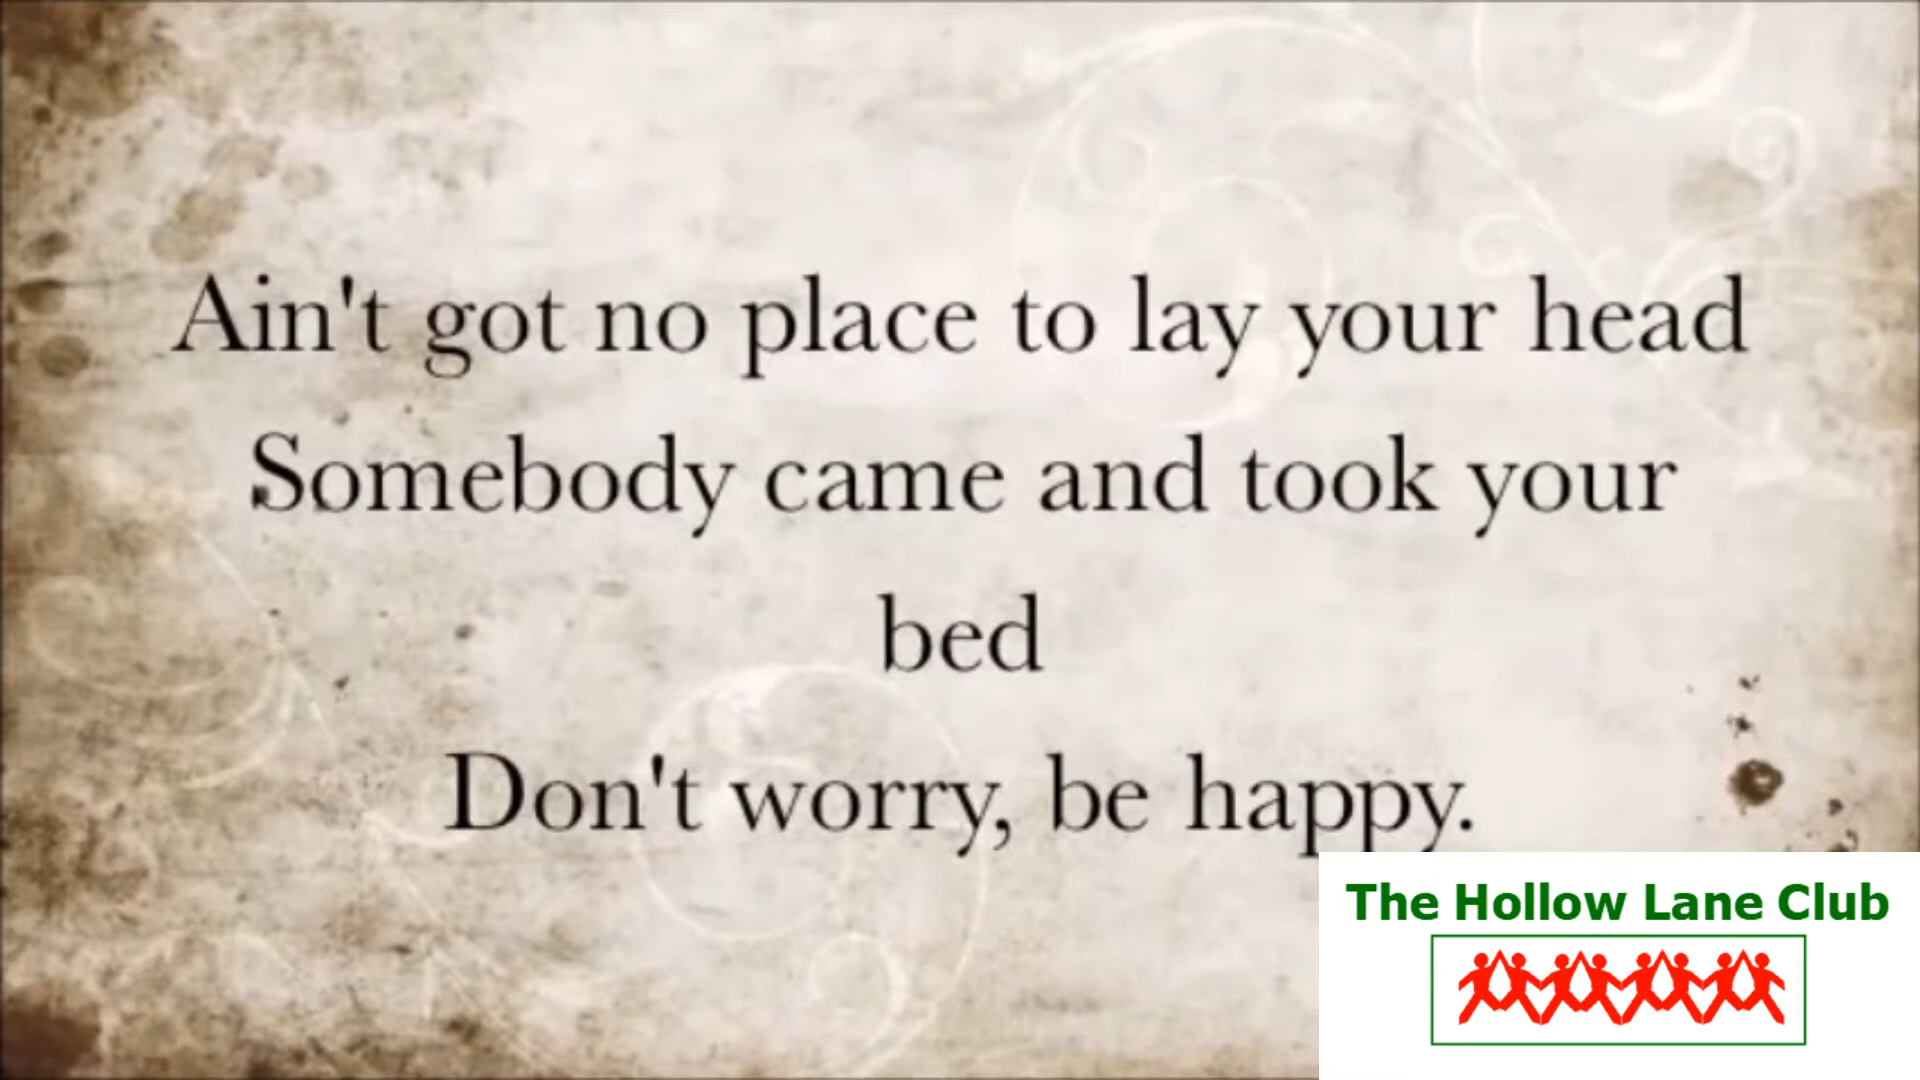 Ain't got no place to lay your head
Somebody came and took your
bed
Don't worry, be happy.
The Hollow Lane Club